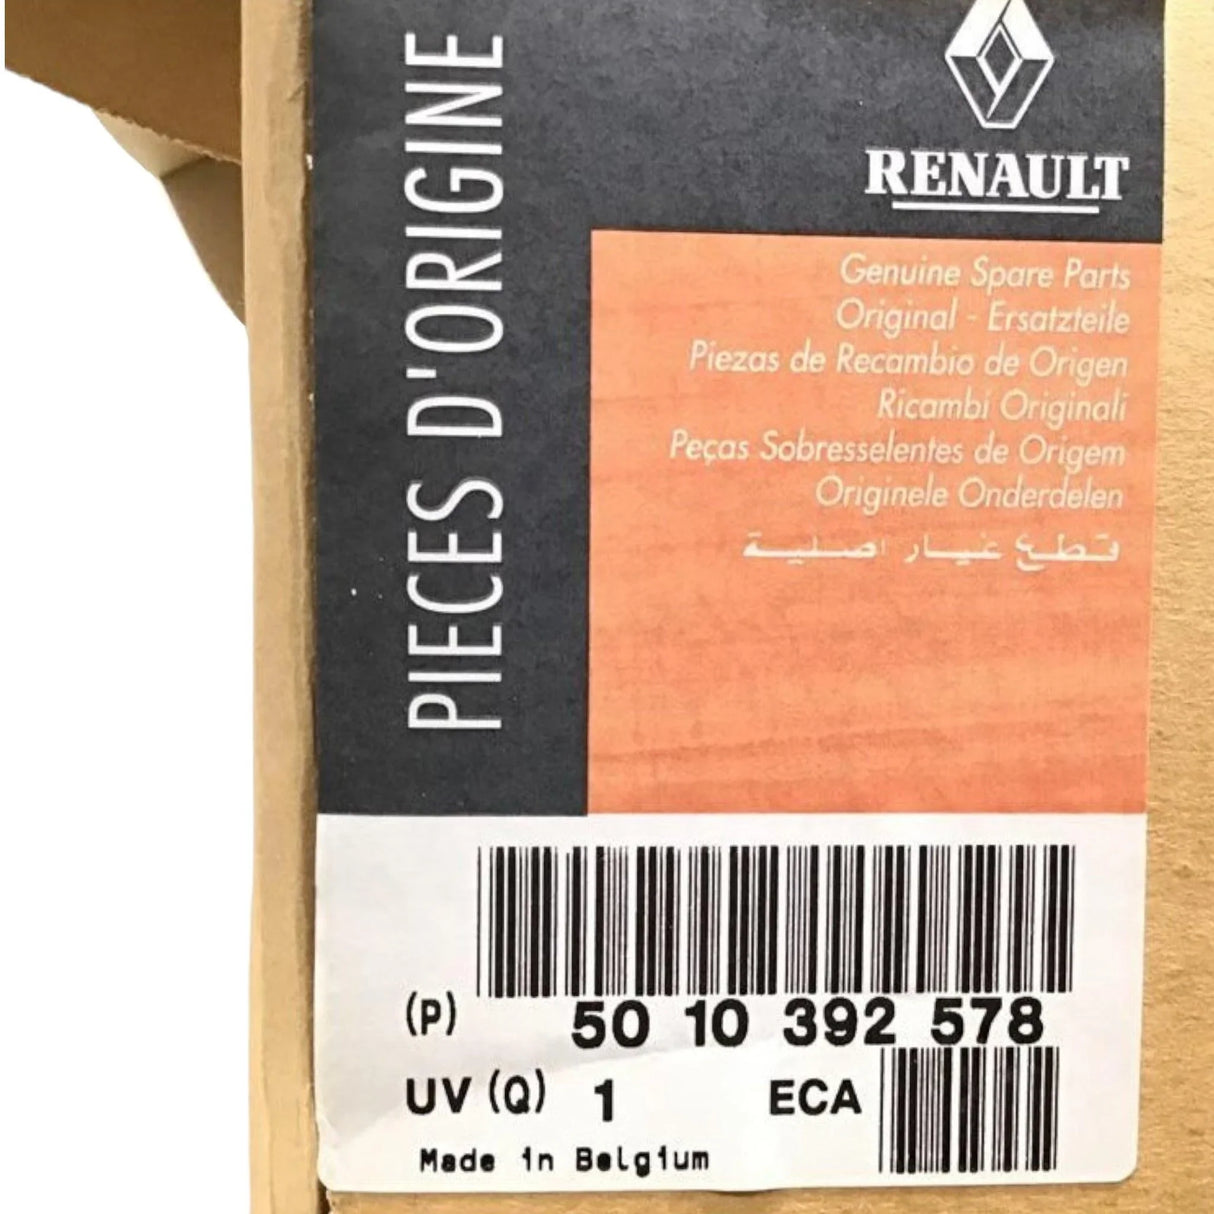 PIECES D'ORIGINE
RENAULT
Genuine Spare Parts
Original - Ersatzteile
Piezas de Recambio de Origen
Ricambi Originali
Peças Sobresselentes de Origem
Originele Onderdelen
قطع غيار اصلية
(P) 50 10 392 578
UV (Q) 1 ECA
Made in Belgium